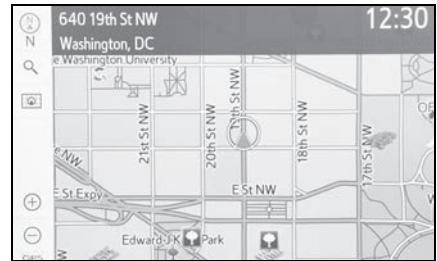 640 19th St NW
12:30
Washington, DC
N
e Washington University
21st St NW
20th St NW
19th St NW
18th St NW
17th St NW
NW
E St Expy
E St NW
Edward J K Park